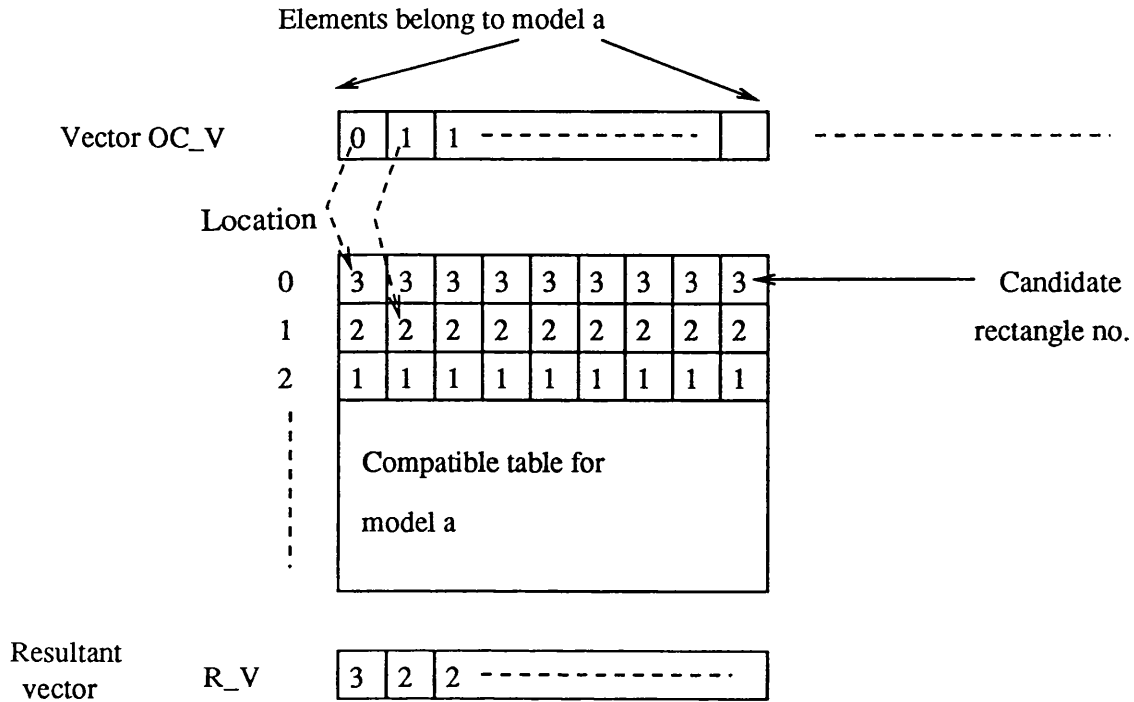 Elements belong to model a
Vector OC_V 0 1 1
Location
0 3 3 3 3 3 3 3 3 3 Candidate
1 2 2 2 2 2 2 2 2 2 rectangle no.
2 1 1 1 1 1 1 1 1 1
Compatible table for
model a
Resultant
vector R_V 3 2 2